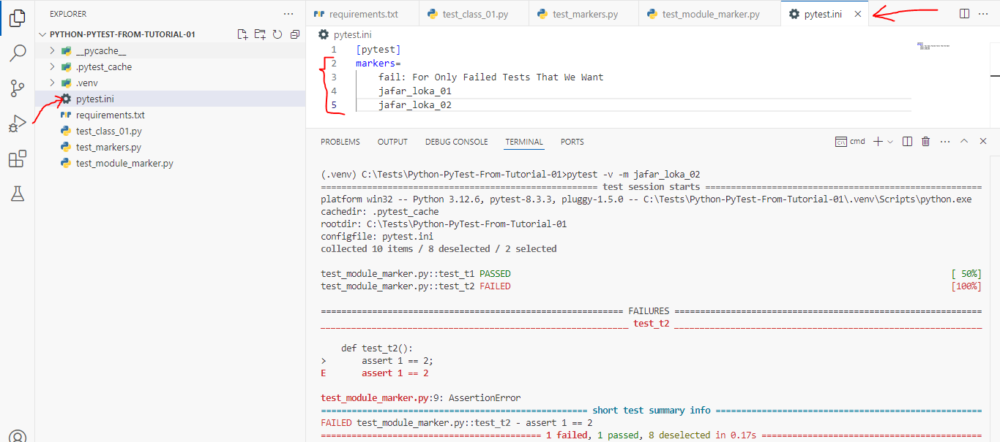 EXPLORER
PYTHON-PYTEST-FROM-TUTORIAL-01
__pycache__
.pytest_cache
.venv
pytest.ini
requirements.txt
test_class_01.py
test_markers.py
test_module_marker.py
requirements.txt test_class_01.py test_markers.py test_module_marker.py pytest.ini
pytest.ini
1 [pytest]
2 markers=
3 fail: For Only Failed Tests That We Want
4 jafar_loka_01
5 jafar_loka_02
PROBLEMS OUTPUT DEBUG CONSOLE TERMINAL PORTS cmd
(.venv) C:\Tests\Python-PyTest-From-Tutorial-01>pytest -v -m jafar_loka_02
test session starts
platform win32 -- Python 3.12.6, pytest-8.3.3, pluggy-1.5.0 -- C:\Tests\Python-PyTest-From-Tutorial-01\.venv\Scripts\python.exe
cachedir: .pytest_cache
rootdir: C:\Tests\Python-PyTest-From-Tutorial-01
configfile: pytest.ini
collected 10 items / 8 deselected / 2 selected
test_module_marker.py::test_t1 PASSED [ 50%]
test_module_marker.py::test_t2 FAILED [100%]
FAILURES
test_t2
def test_t2():
> assert 1 == 2;
E assert 1 == 2
test_module_marker.py:9: AssertionError
short test summary info
FAILED test_module_marker.py::test_t2 - assert 1 == 2
1 failed, 1 passed, 8 deselected in 0.17s